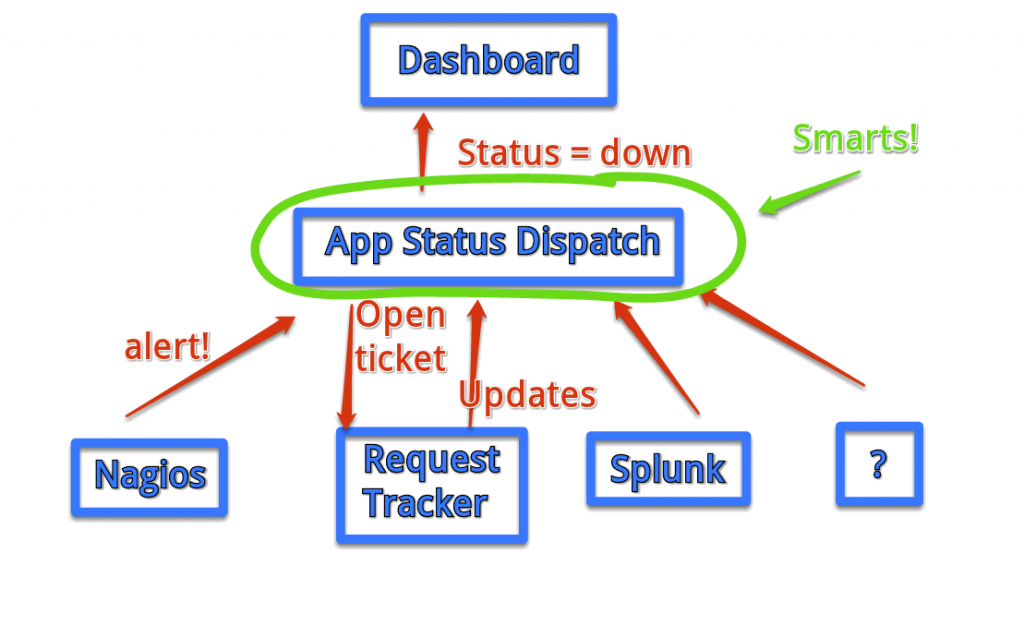 Dashboard
Status = down
Smarts!
App Status Dispatch
alert!
Open
ticket
Updates
Nagios
Request
Tracker
Splunk
?